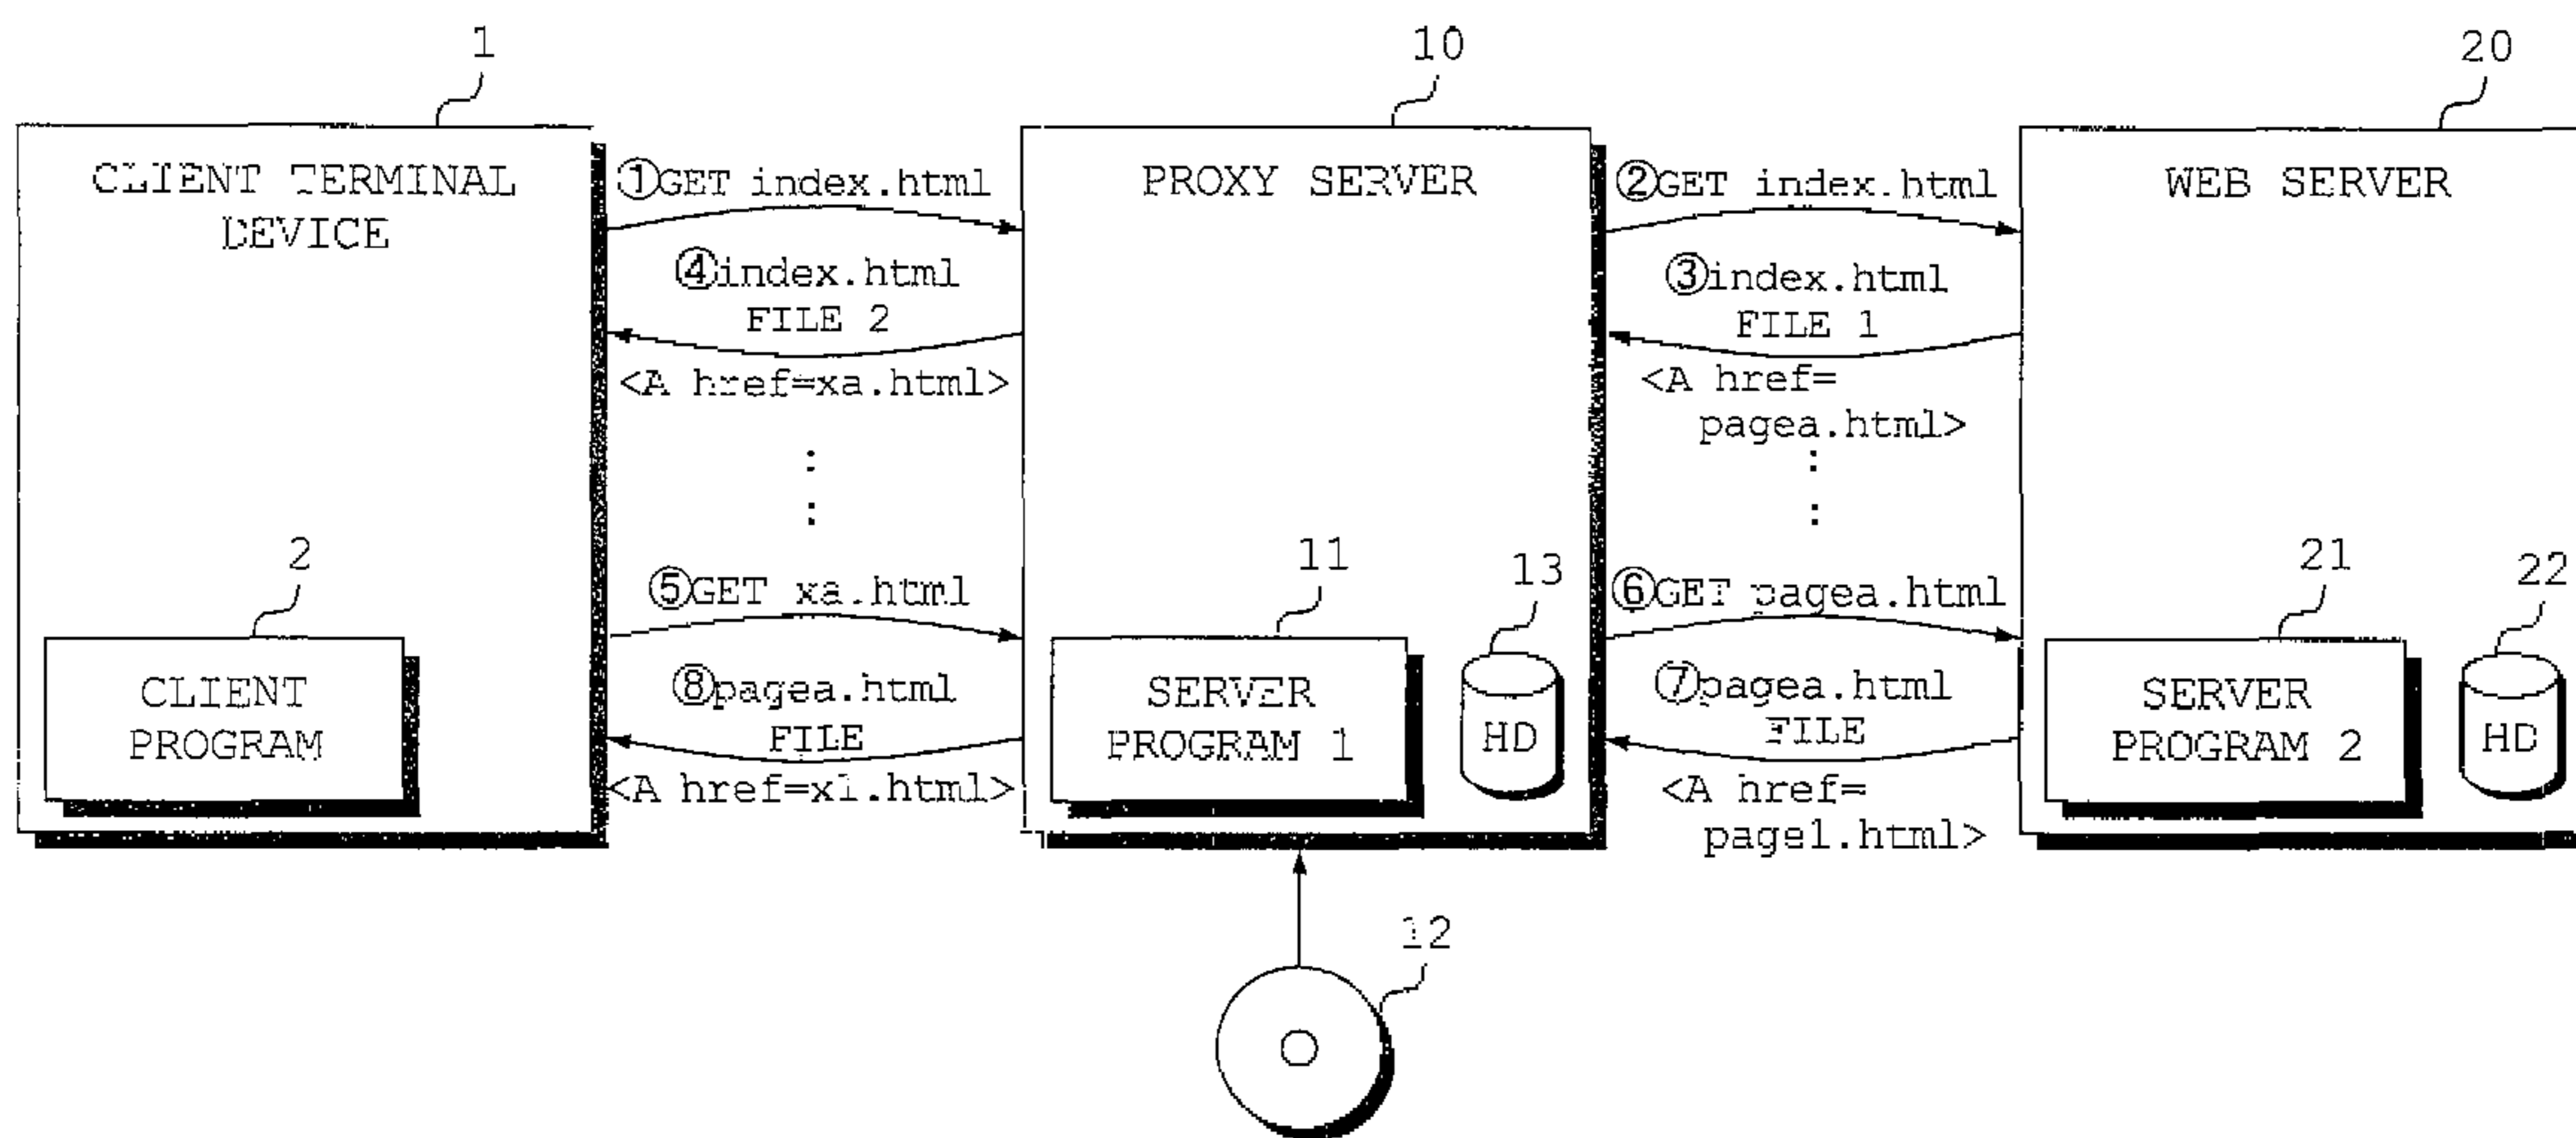 1
10
20
CLIENT TERMINAL
DEVICE
①GET index.html
PROXY SERVER
②GET index.html
WEB SERVER
④index.html
FILE 2
③index.html
FILE 1
<A href=xa.html>
<A href=
pagea.html>
:
:
:
:
2
⑤GET xa.html
11
13
⑥GET pagea.html
21
22
CLIENT
PROGRAM
⑧pagea.html
FILE
SERVER
PROGRAM 1
HD
⑦pagea.html
FILE
SERVER
PROGRAM 2
HD
<A href=x1.html>
<A href=
page1.html>
12